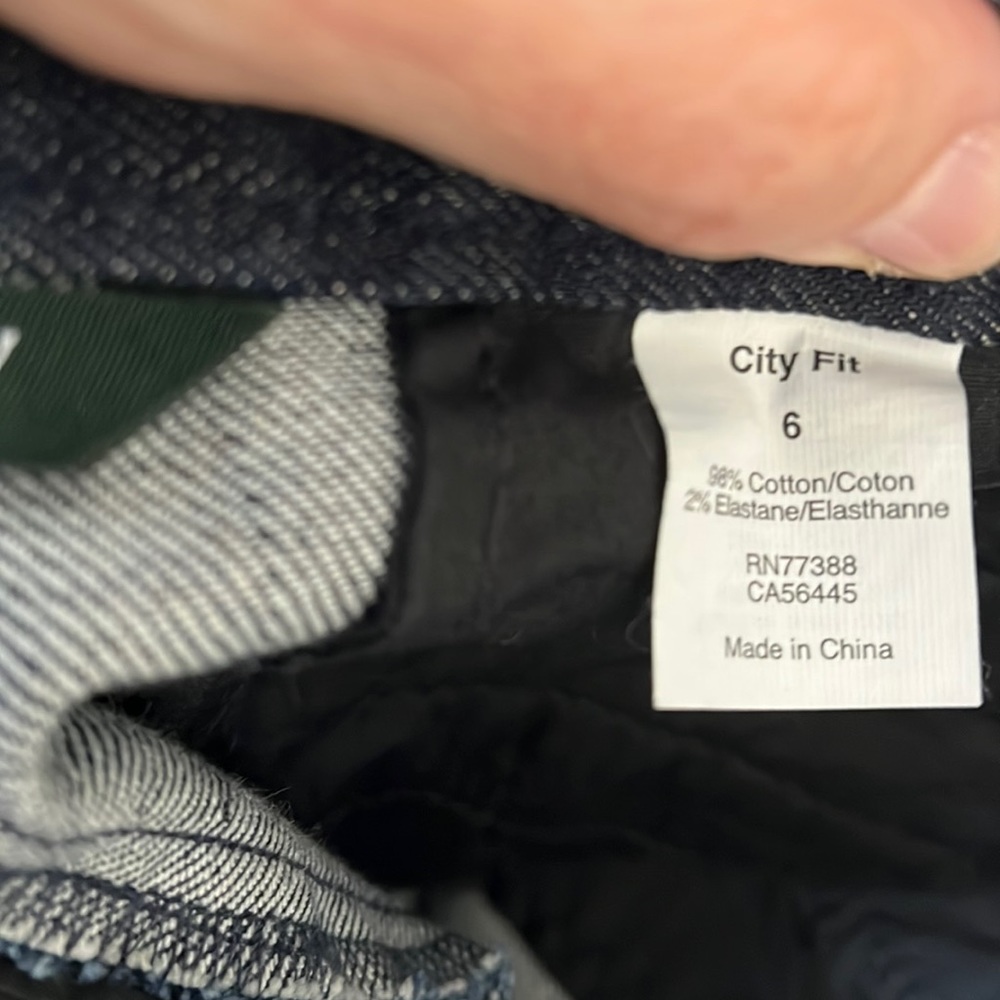 City Fit
6
98% Cotton/Coton
2% Elastane/Elasthanne
RN77388
CA56445
Made in China